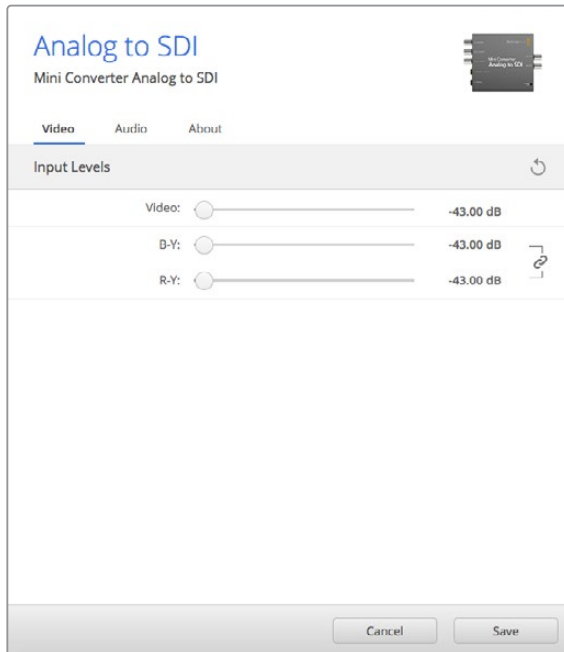 Analog to SDI
Mini Converter Analog to SDI
Video Audio About
Input Levels
Video: -43.00 dB
B-Y: -43.00 dB
R-Y: -43.00 dB
Cancel Save